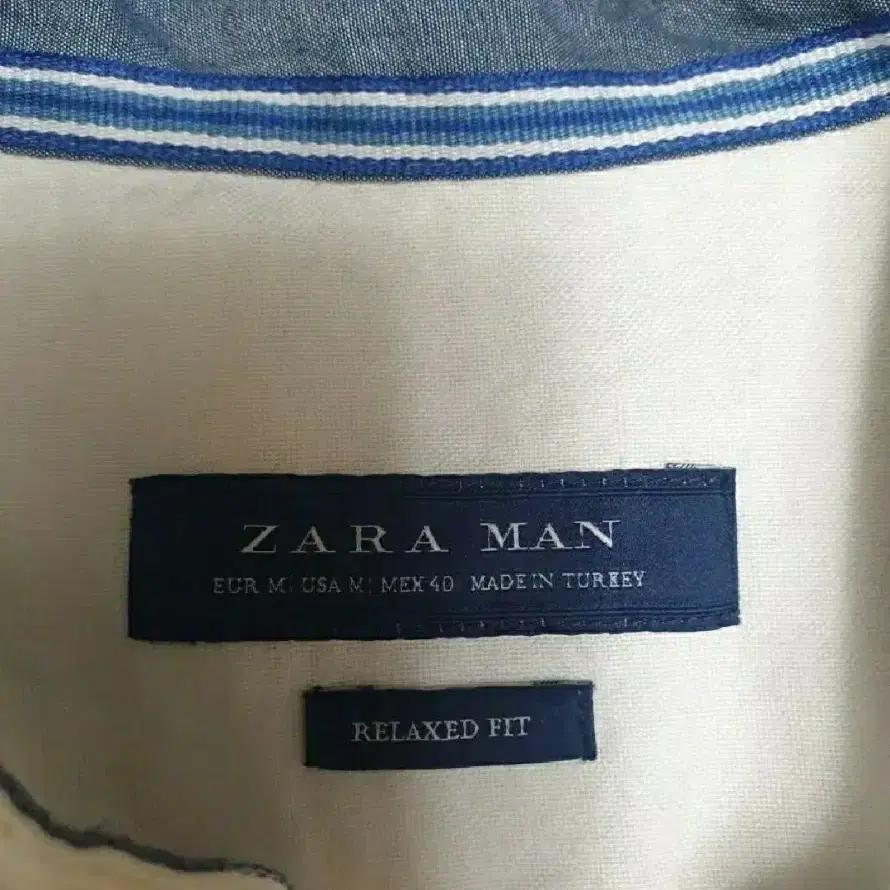 ZARA MAN
EUR M | USA M | MEX 40 MADE IN TURKEY
RELAXED FIT